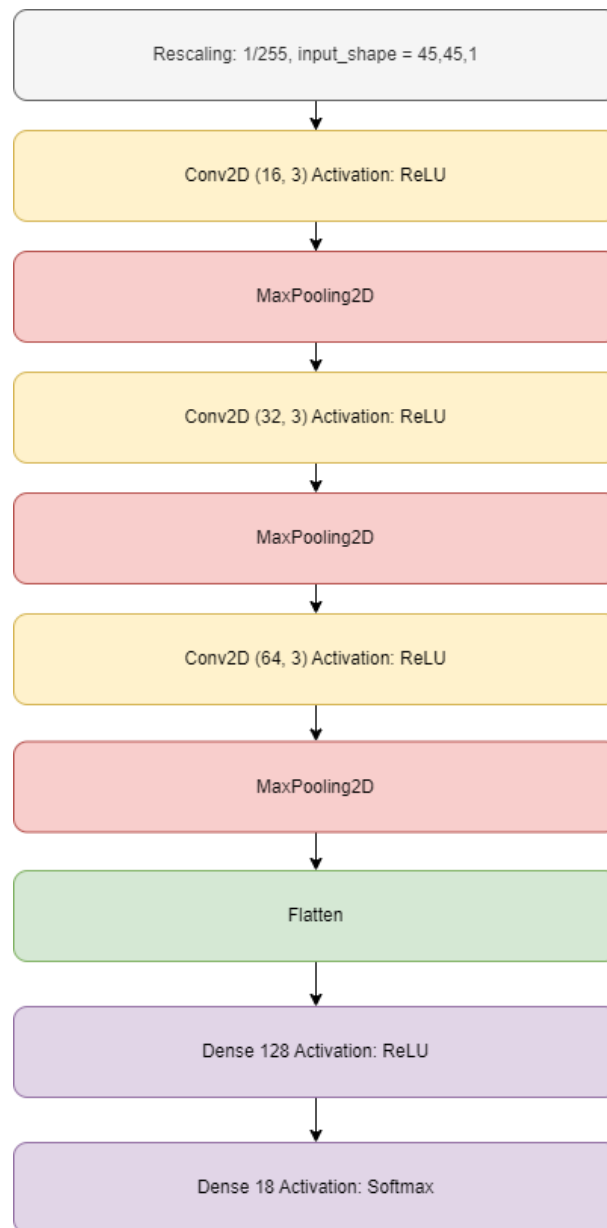 Rescaling: 1/255, input_shape = 45,45,1
Conv2D (16, 3) Activation: ReLU
MaxPooling2D
Conv2D (32, 3) Activation: ReLU
MaxPooling2D
Conv2D (64, 3) Activation: ReLU
MaxPooling2D
Flatten
Dense 128 Activation: ReLU
Dense 18 Activation: Softmax